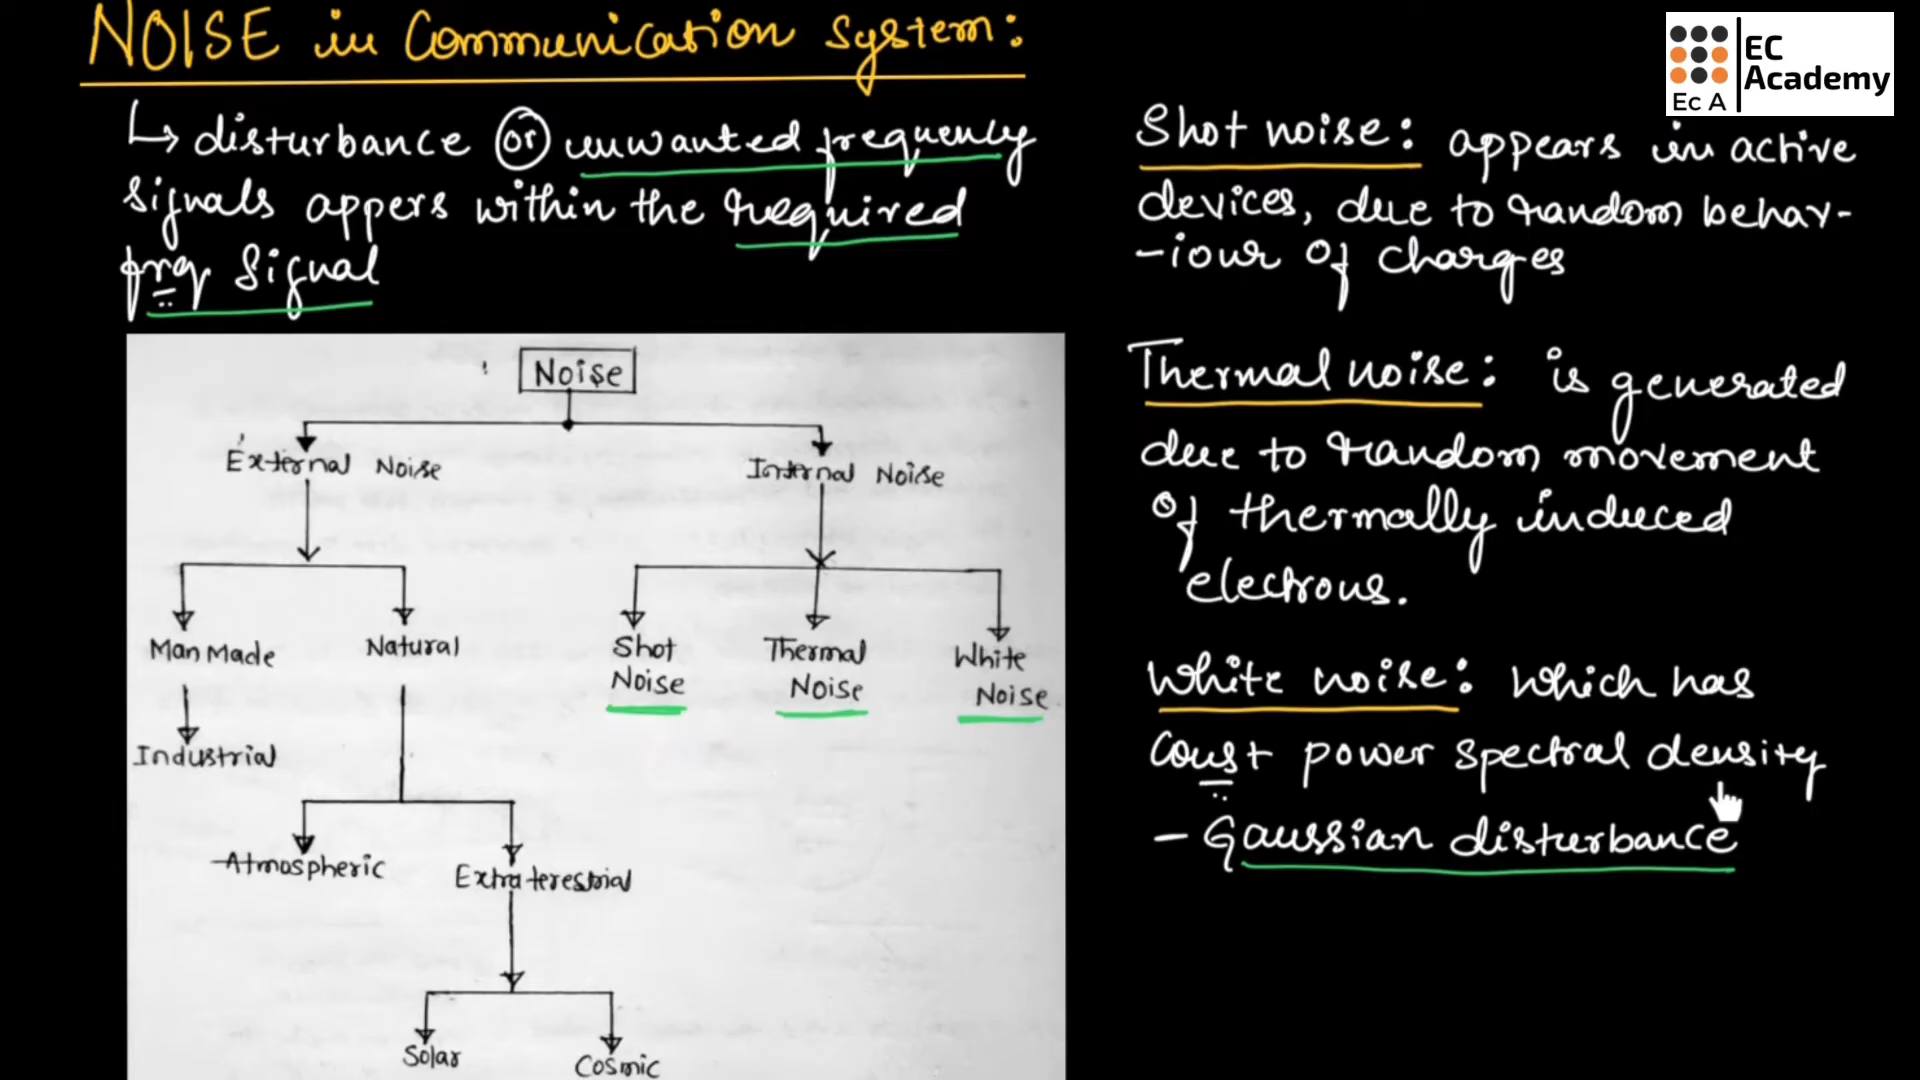 NOISE in Communication system:
EC
Academy
Ec A
↳ disturbance or unwanted frequency
signals appers within the required
frqy signal
Shot noise: appears in active
devices, due to random behav-
-iour of charges
Thermal noise: is generated
due to random movement
of thermally induced
electrons.
White noise: which has
const power spectral density
- Gaussian disturbance
Noise
External Noise
Internal Noise
Man Made
Natural
Shot
Noise
Thermal
Noise
White
Noise
Industrial
Atmospheric
Extraterestrial
Solar
Cosmic